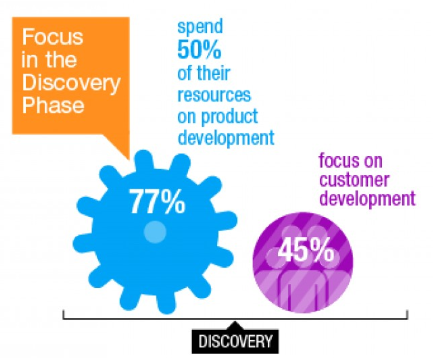 Focus
in the
Discovery
Phase
spend
50%
of their
resources
on product
development
77%
focus on
customer
development
45%
DISCOVERY